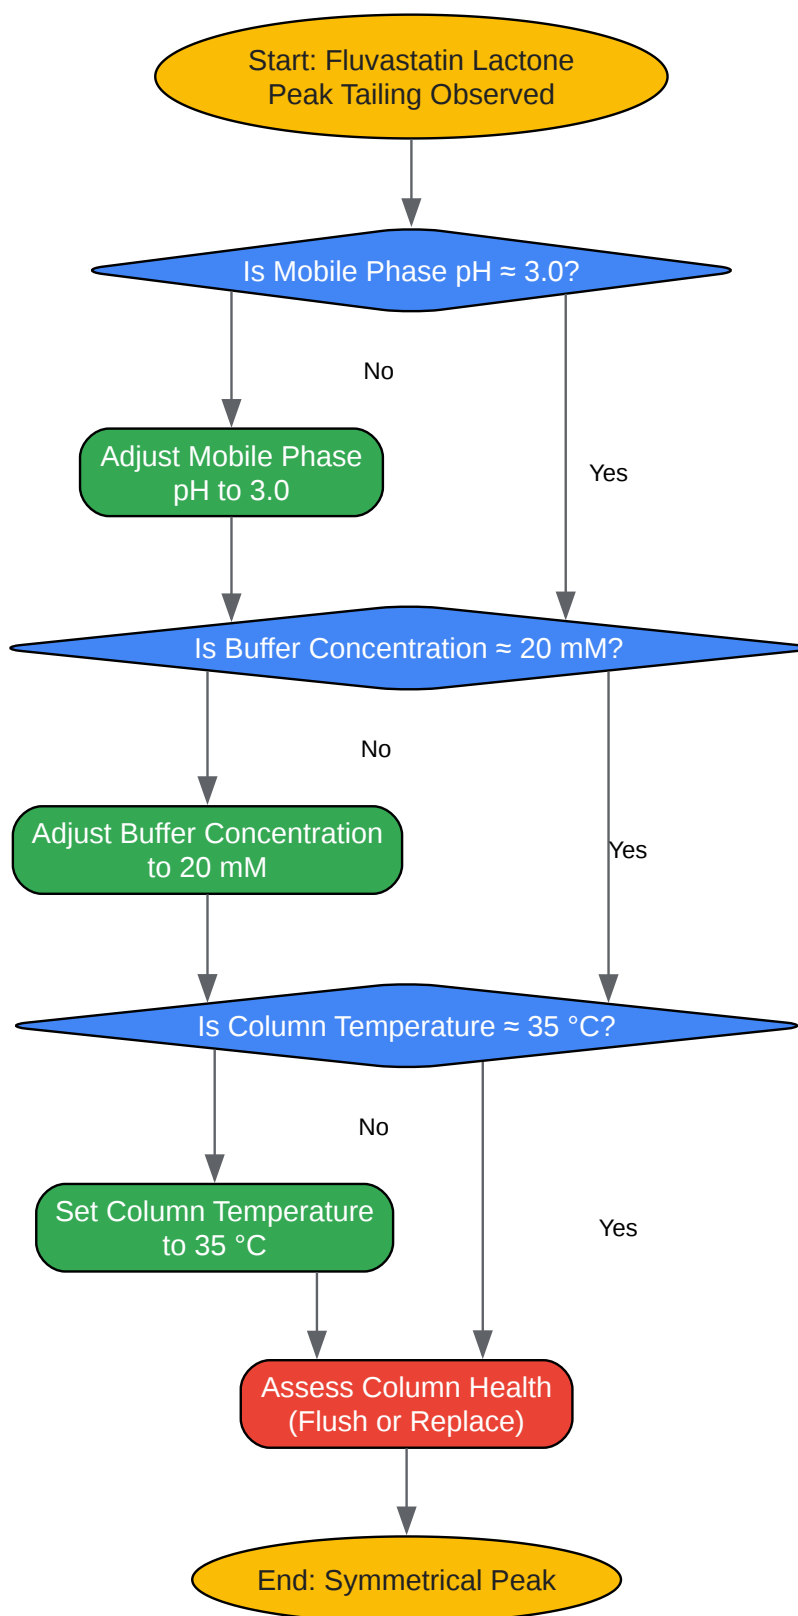 Start: Fluvastatin Lactone
Peak Tailing Observed
Is Mobile Phase pH ≈ 3.0?
No
Adjust Mobile Phase
pH to 3.0
Yes
Is Buffer Concentration ≈ 20 mM?
No
Adjust Buffer Concentration
to 20 mM
Yes
Is Column Temperature ≈ 35 °C?
No
Set Column Temperature
to 35 °C
Yes
Assess Column Health
(Flush or Replace)
End: Symmetrical Peak